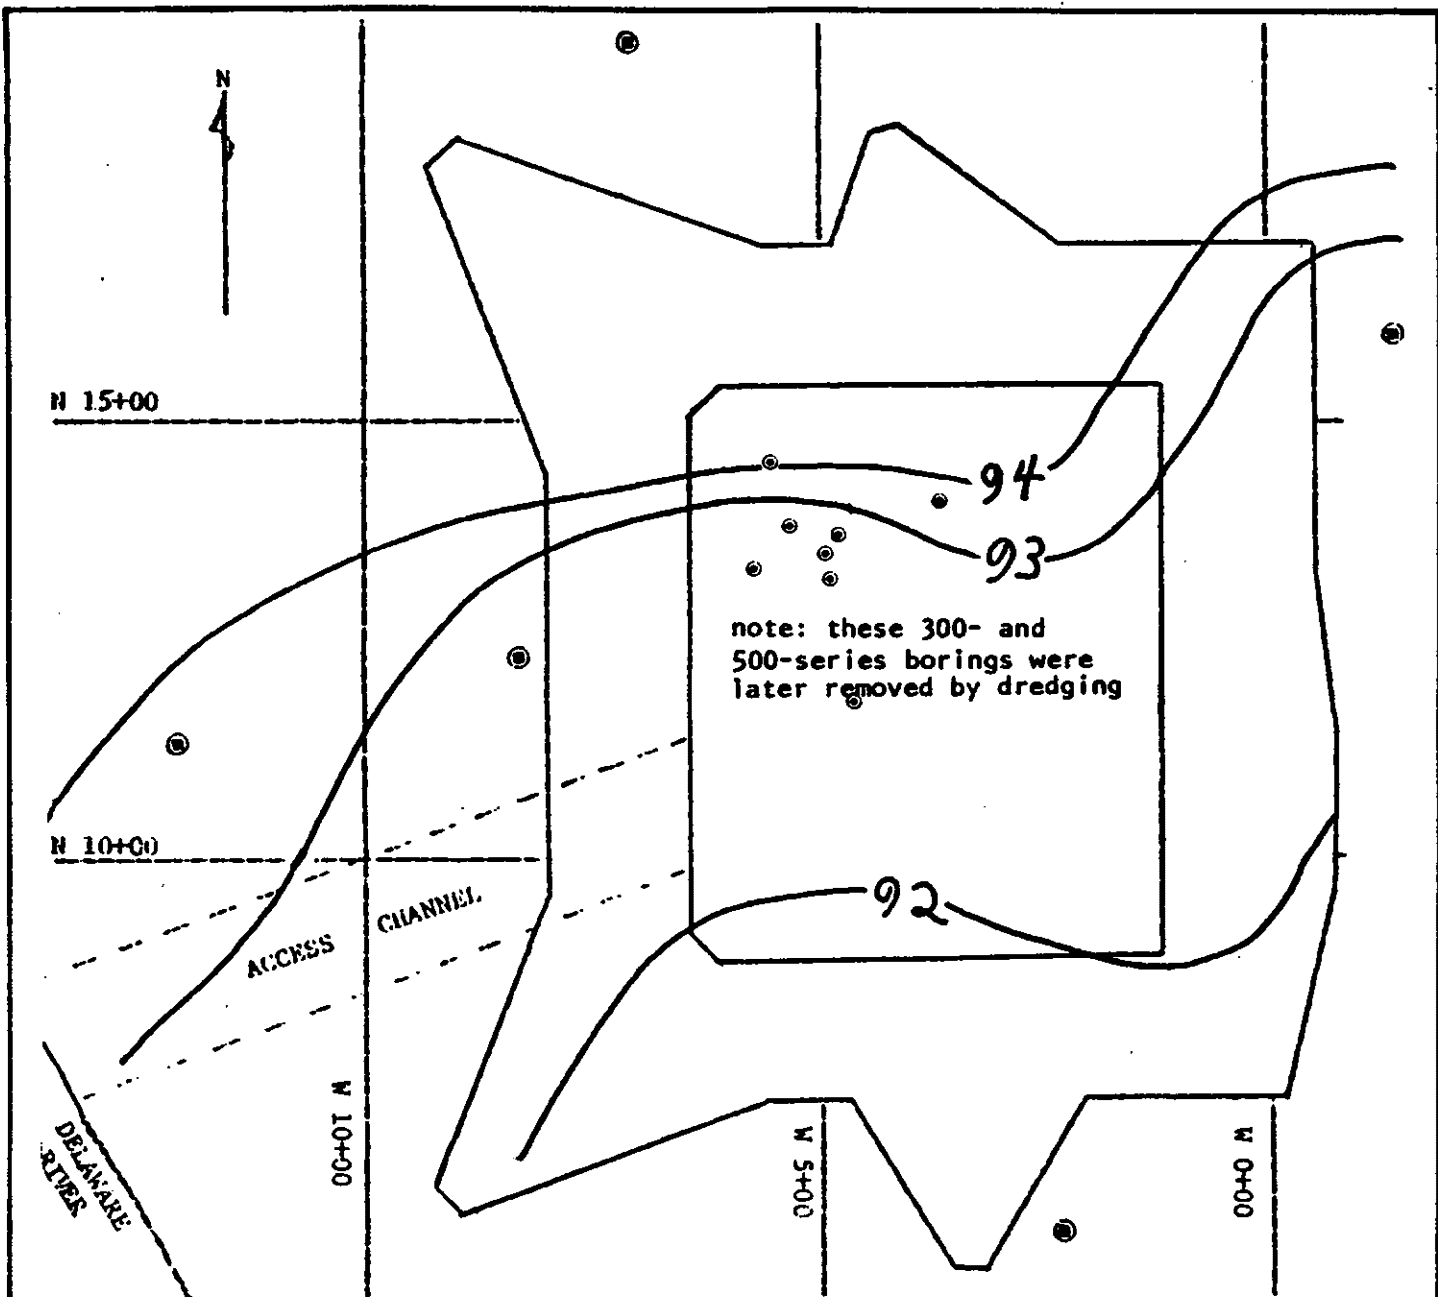 N
N 15+00
94
93
note: these 300- and
500-series borings were
later removed by dredging
N 10+00
92
ACCESS CHANNEL
W 10+00
W 5+00
W 0+00
DELAWARE
RIVER